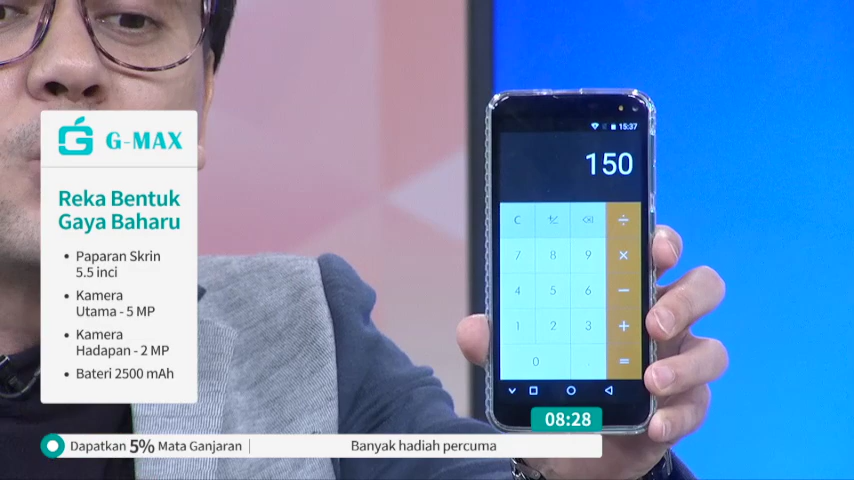 G-MAX
Reka Bentuk
Gaya Baharu
• Paparan Skrin
5.5 inci
• Kamera
Utama - 5 MP
• Kamera
Hadapan - 2 MP
• Bateri 2500 mAh
15:37
150
C +/- ÷
7 8 9 ×
4 5 6 −
1 2 3 +
0 . =
08:28
Dapatkan 5% Mata Ganjaran | Banyak hadiah percuma